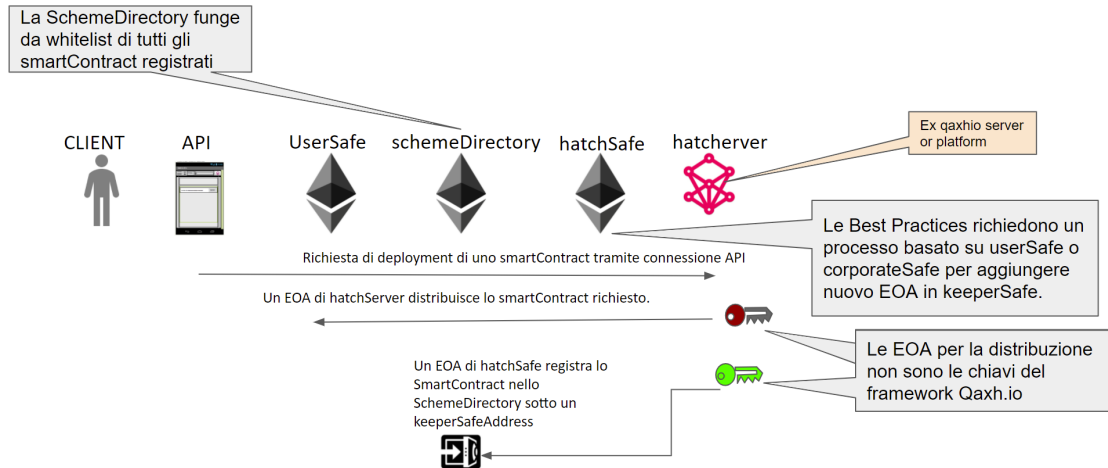 La SchemeDirectory funge
da whitelist di tutti gli
smartContract registrati
CLIENT
API
UserSafe
schemeDirectory
hatchSafe
hatcherver
Ex qaxhio server
or platform
Le Best Practices richiedono un
processo basato su userSafe o
corporateSafe per aggiungere
nuovo EOA in keeperSafe.
Richiesta di deployment di uno smartContract tramite connessione API
Un EOA di hatchServer distribuisce lo smartContract richiesto.
Le EOA per la distribuzione
non sono le chiavi del
framework Qaxh.io
Un EOA di hatchSafe registra lo
SmartContract nello
SchemeDirectory sotto un
keeperSafeAddress